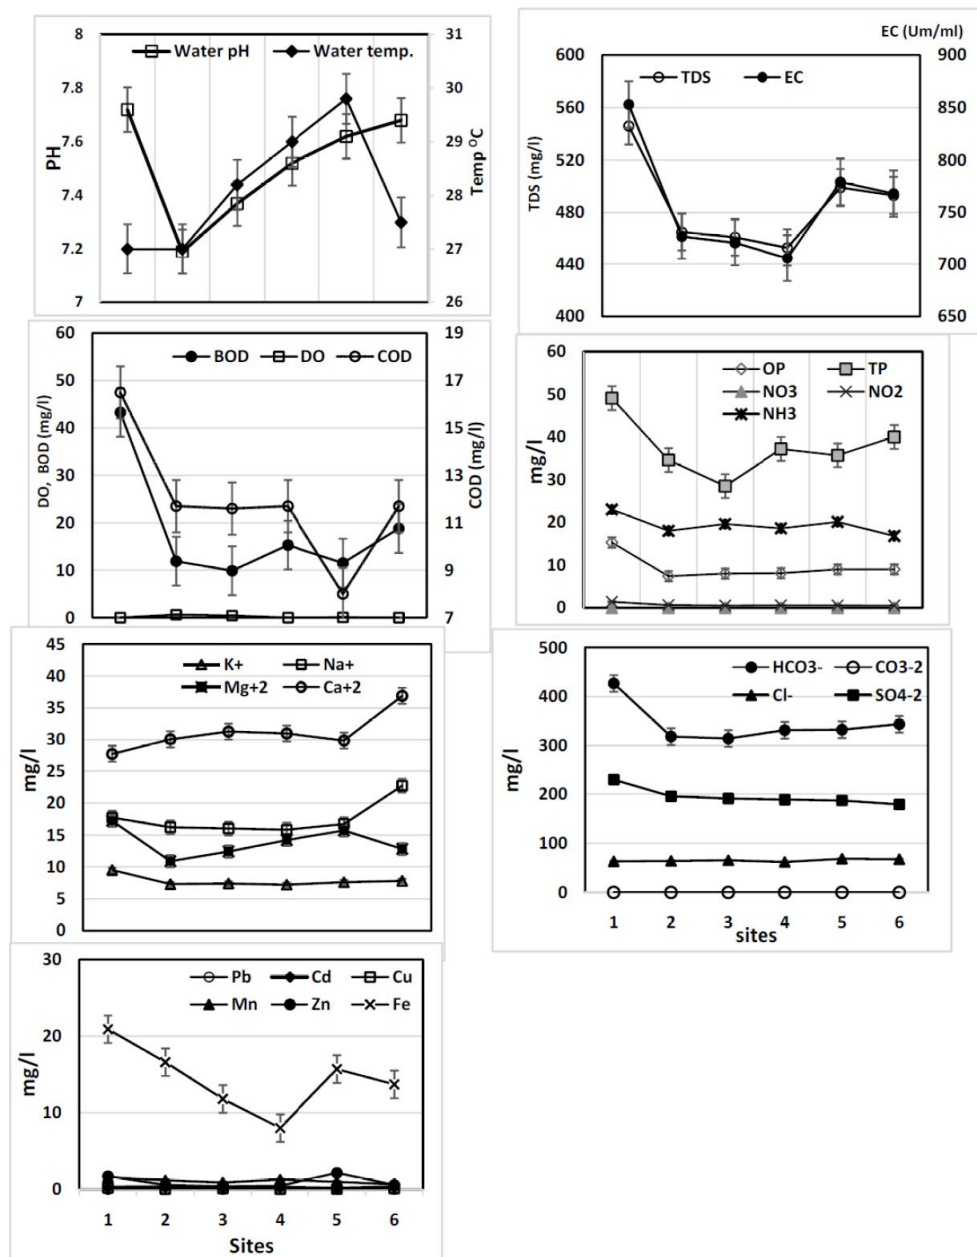 8
7.8
7.6
7.4
7.2
7
PH
Water pH Water temp.
31
30
29
28
27
26
Temp ᴼC
EC (Um/ml)
600
560
520
480
440
400
TDS (mg/l)
TDS EC
900
850
800
750
700
650
60
50
40
30
20
10
0
DO, BOD (mg/l)
BOD DO COD
19
17
15
13
11
9
7
COD (mg/l)
60
50
40
30
20
10
0
mg/l
OP TP
NO3 NO2
NH3
45
40
35
30
25
20
15
10
5
0
mg/l
K+ Na+
Mg+2 Ca+2
500
400
300
200
100
0
mg/l
HCO3- CO3-2
Cl- SO4-2
1 2 3 4 5 6
sites
30
20
10
0
mg/l
Pb Cd Cu
Mn Zn Fe
1 2 3 4 5 6
Sites